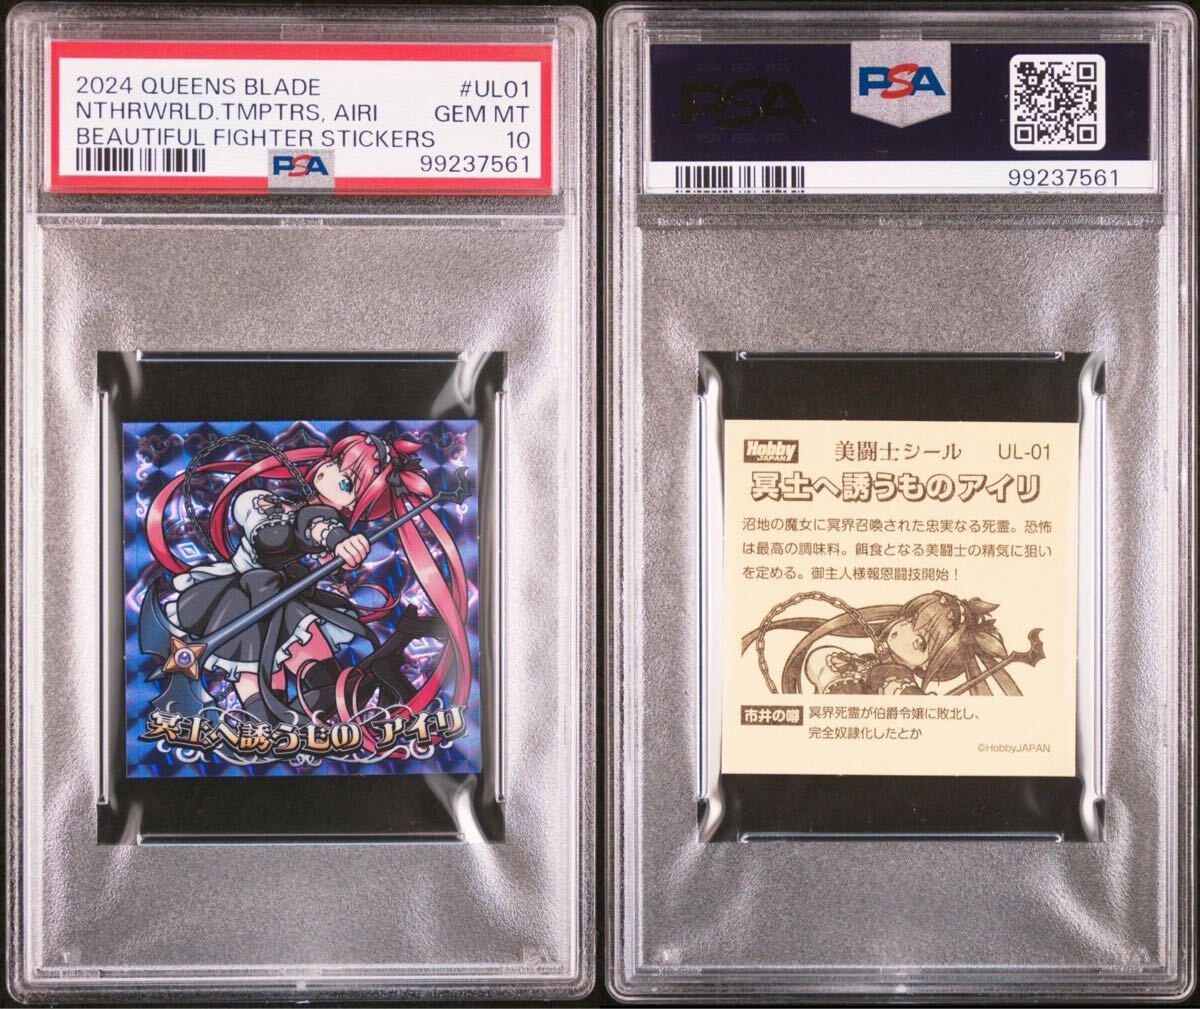 2024 QUEENS BLADE #UL01
NTHRWRLD.TMPTRS, AIRI GEM MT
BEAUTIFUL FIGHTER STICKERS 10
PSA 99237561
冥土へ誘うもの アイリ
PSA
PSA
99237561
Hobby JAPAN 美闘士シール UL-01
冥土へ誘うものアイリ
沼地の魔女に冥界召喚された忠実なる死霊。恐怖
は最高の調味料。餌食となる美闘士の精気に狙い
を定める。御主人様報恩闘技開始！
市井の噂 冥界死霊が伯爵令嬢に敗北し、
完全奴隷化したとか
©HobbyJAPAN